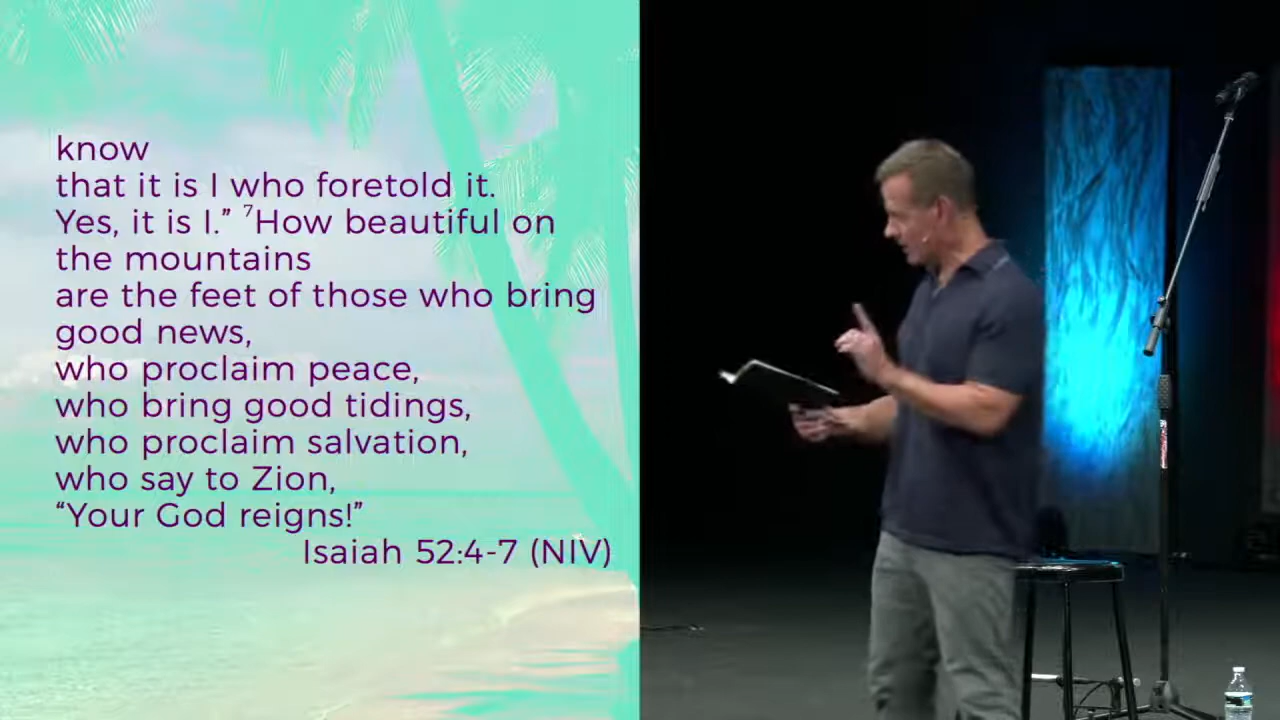 know
that it is I who foretold it.
Yes, it is I.” ⁷How beautiful on
the mountains
are the feet of those who bring
good news,
who proclaim peace,
who bring good tidings,
who proclaim salvation,
who say to Zion,
“Your God reigns!”
Isaiah 52:4-7 (NIV)